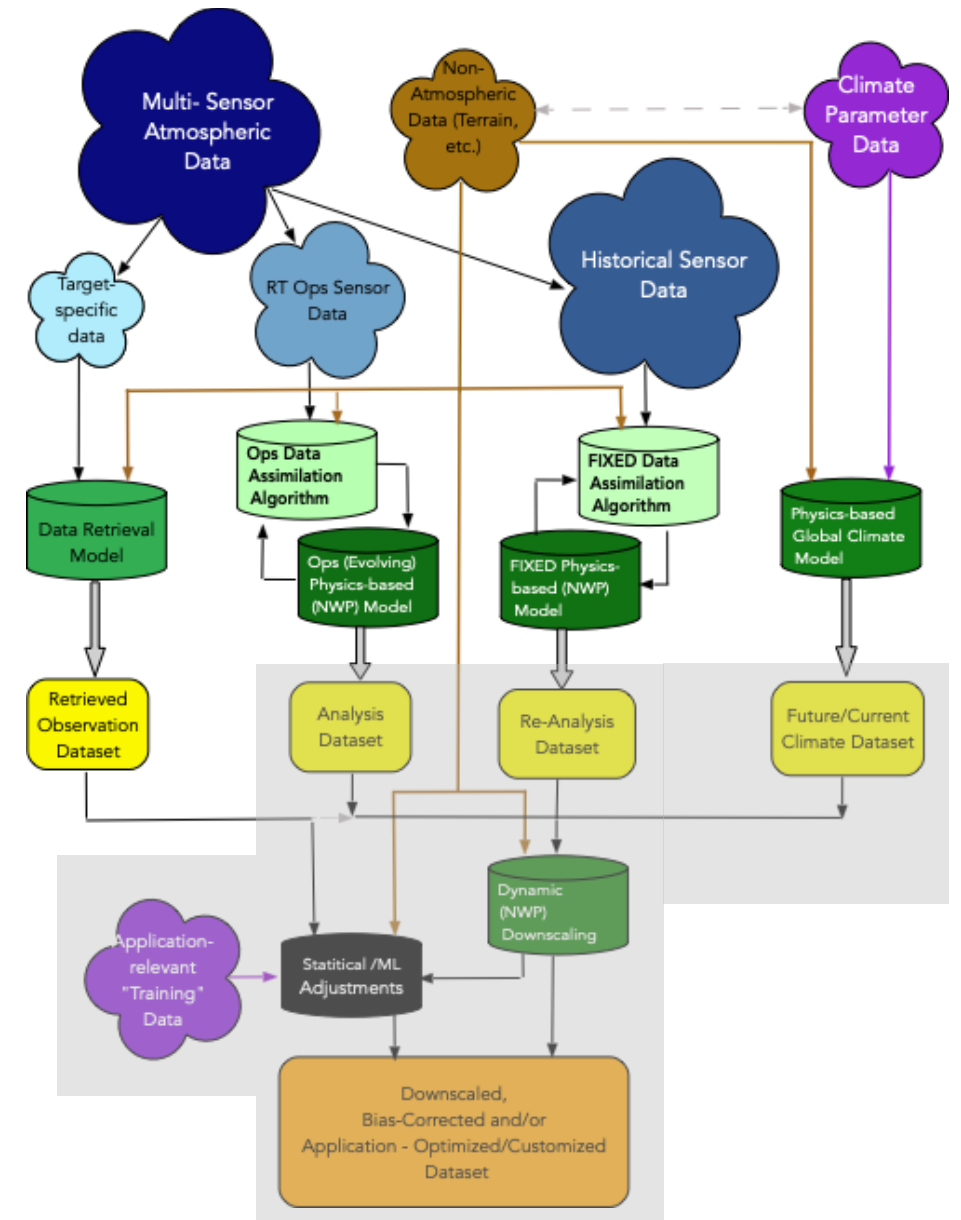 Multi- Sensor
Atmospheric
Data
Non-
Atmospheric
Data (Terrain,
etc.)
Climate
Parameter
Data
Target-
specific
data
RT Ops Sensor
Data
Historical Sensor
Data
Ops Data
Assimilation
Algorithm
FIXED Data
Assimilation
Algorithm
Data Retrieval
Model
Ops (Evolving)
Physics-based
(NWP) Model
FIXED Physics-
based (NWP)
Model
Physics-based
Global Climate
Model
Retrieved
Observation
Dataset
Analysis
Dataset
Re-Analysis
Dataset
Future/Current
Climate Dataset
Dynamic
(NWP)
Downscaling
Application-
relevant
"Training"
Data
Statitical /ML
Adjustments
Downscaled,
Bias-Corrected and/or
Application - Optimized/Customized
Dataset